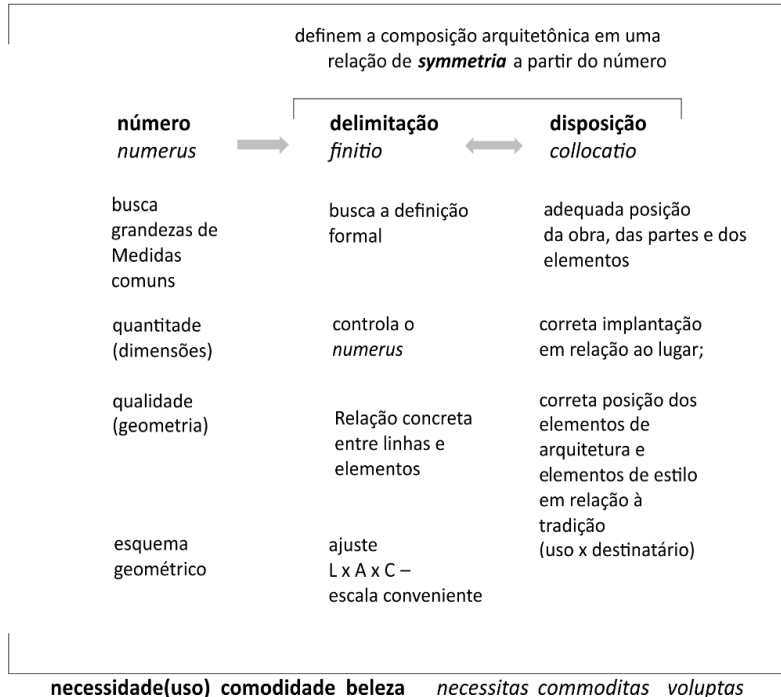 definem a composição arquitetônica em uma
relação de symmetria a partir do número
número
numerus
delimitação
finitio
disposição
collocatio
busca
grandezas de
Medidas
comuns
busca a definição
formal
adequada posição
da obra, das partes e dos
elementos
quantitade
(dimensões)
controla o
numerus
correta implantação
em relação ao lugar;
qualidade
(geometria)
Relação concreta
entre linhas e
elementos
correta posição dos
elementos de
arquitetura e
elementos de estilo
em relação à
tradição
(uso x destinatário)
esquema
geométrico
ajuste
L x A x C –
escala conveniente
necessidade(uso) comodidade beleza necessitas commoditas voluptas